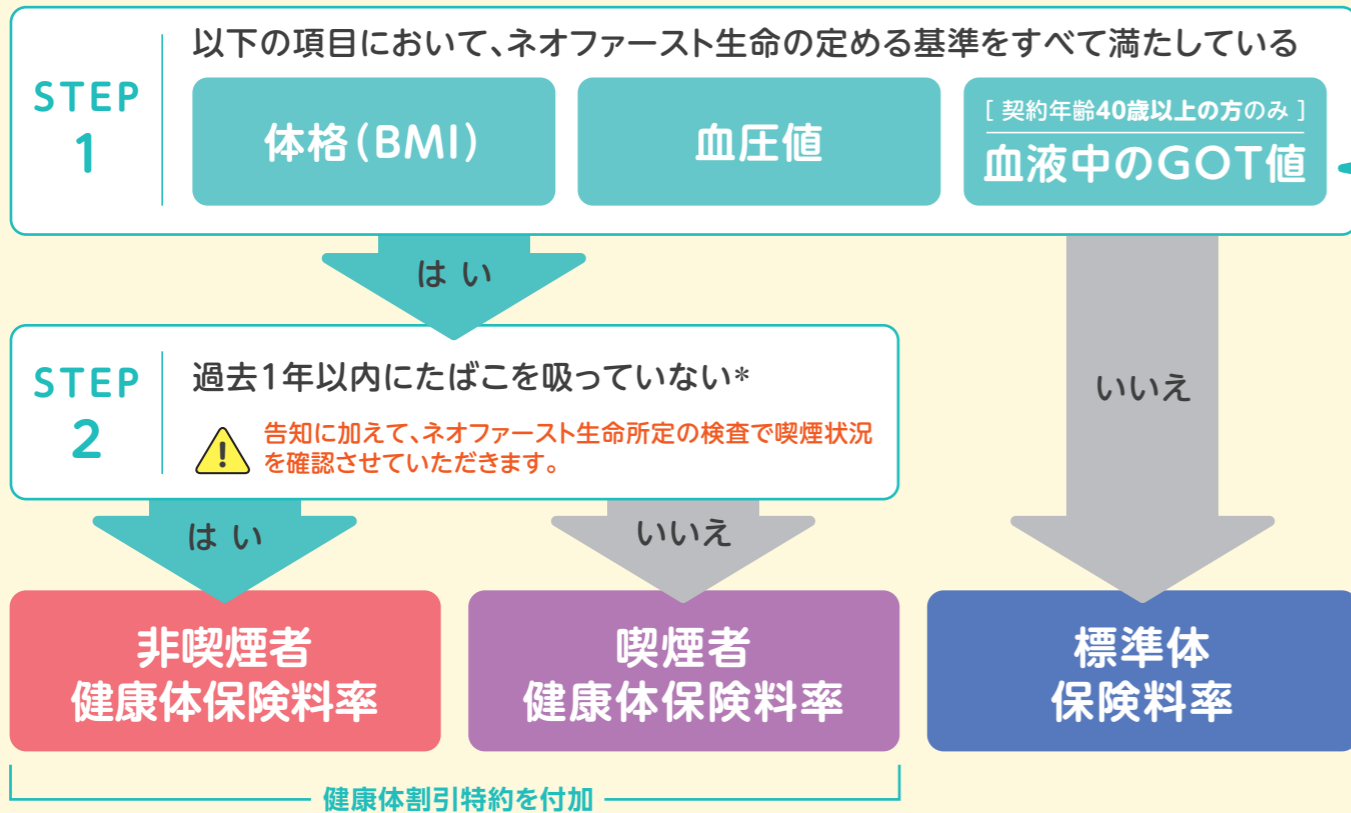 以下の項目において、ネオファースト生命の定める基準をすべて満たしている
STEP
1
体格(BMI)
血圧値
[ 契約年齢40歳以上の方のみ ]
血液中のGOT値
はい
いいえ
STEP
2
過去1年以内にたばこを吸っていない*
告知に加えて、ネオファースト生命所定の検査で喫煙状況
を確認させていただきます。
はい
いいえ
非喫煙者
健康体保険料率
喫煙者
健康体保険料率
標準体
保険料率
健康体割引特約を付加